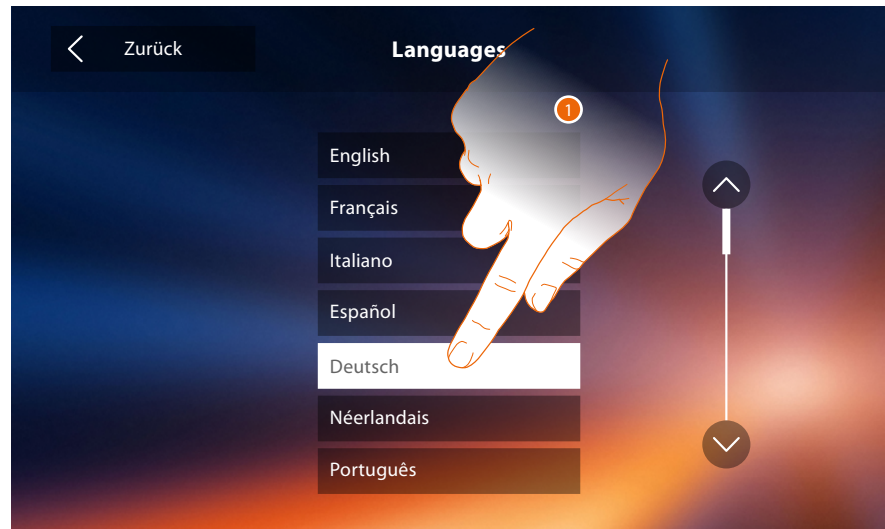 Zurück
Languages
1
English
Français
Italiano
Español
Deutsch
Néerlandais
Português